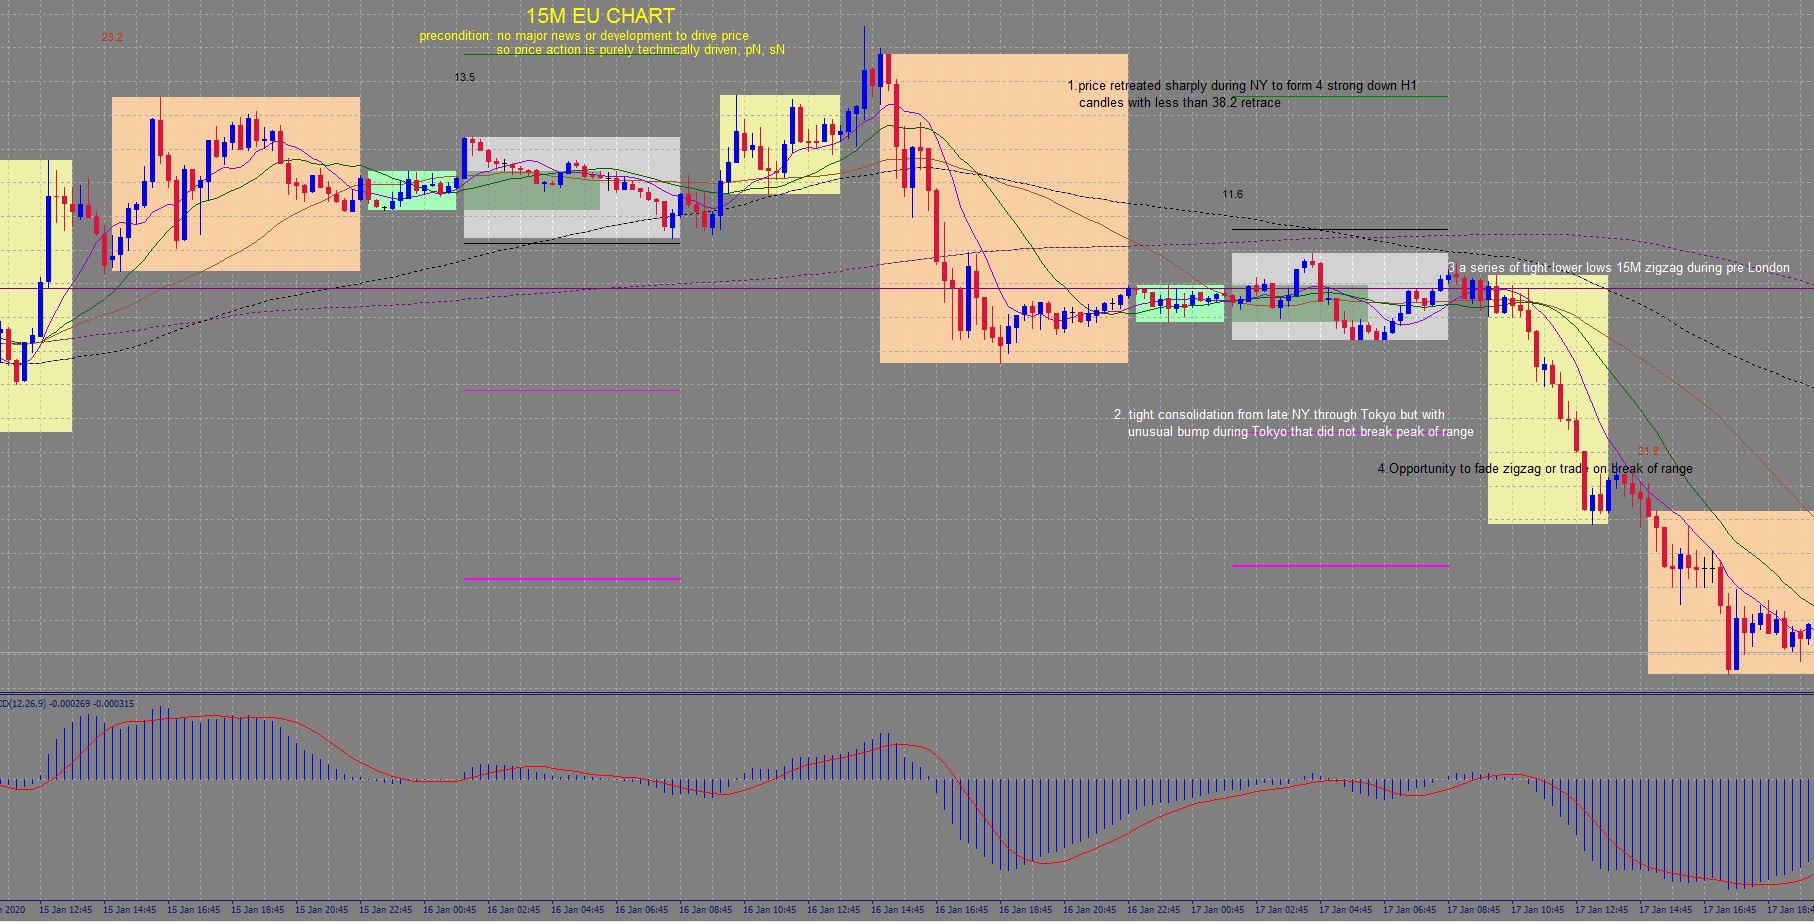 15M EU CHART
precondition: no major news or development to drive price
so price action is purely technically driven, pN, sN
23.2
13.5
1.price retreated sharply during NY to form 4 strong down H1
candles with less than 38.2 retrace
11.6
3 a series of tight lower lows 15M zigzag during pre London
2. tight consolidation from late NY through Tokyo but with
unusual bump during Tokyo that did not break peak of range
21.8
4.Opportunity to fade zigzag or trade on break of range
CD(12,26,9) -0.000269 -0.000315
2020 15 Jan 12:45 15 Jan 14:45 15 Jan 16:45 15 Jan 18:45 15 Jan 20:45 15 Jan 22:45 16 Jan 00:45 16 Jan 02:45 16 Jan 04:45 16 Jan 06:45 16 Jan 08:45 16 Jan 10:45 16 Jan 12:45 16 Jan 14:45 16 Jan 16:45 16 Jan 18:45 16 Jan 20:45 16 Jan 22:45 17 Jan 00:45 17 Jan 02:45 17 Jan 04:45 17 Jan 06:45 17 Jan 08:45 17 Jan 10:45 17 Jan 12:45 17 Jan 14:45 17 Jan 16:45 17 Jan 18:4